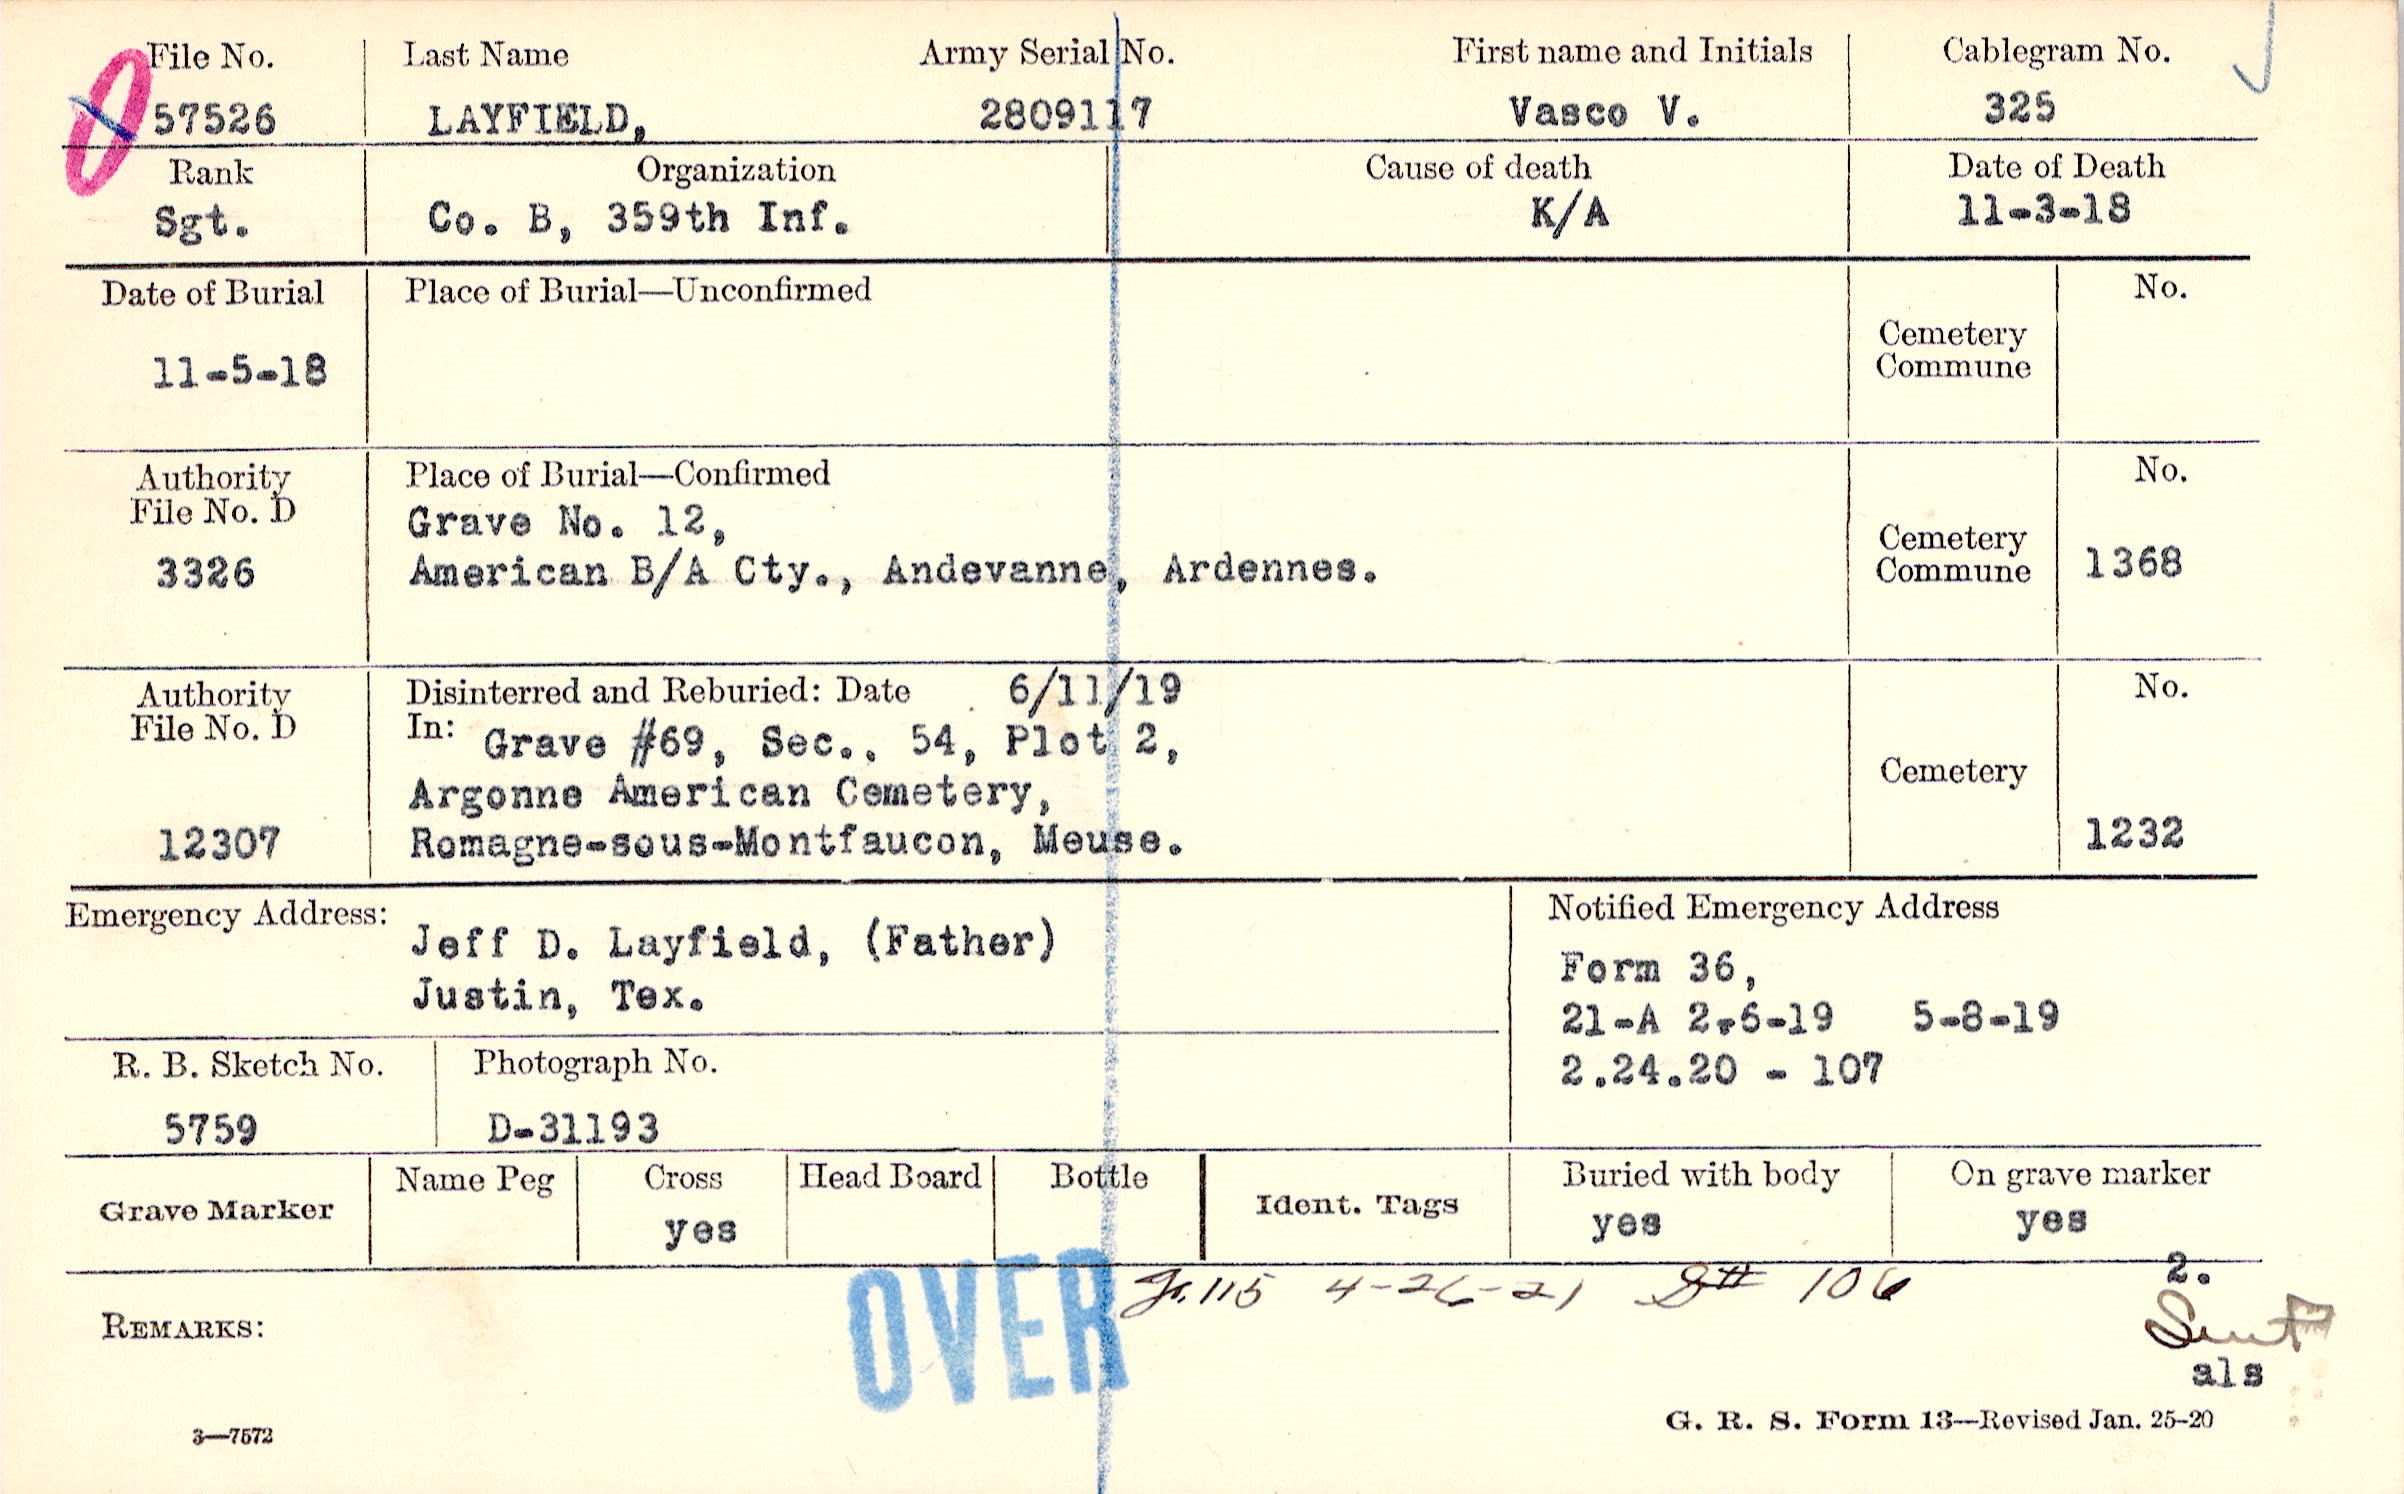 File No. Last Name Army Serial No. First name and Initials Cablegram No.
57526 LAYFIELD, 2809117 Vasco V. 325
Rank Organization Cause of death Date of Death
Sgt. Co. B, 359th Inf. K/A 11-3-18
Date of Burial Place of Burial—Unconfirmed No.
Cemetery
Commune
11-5-18
Authority Place of Burial—Confirmed No.
File No. D
Grave No. 12,
Cemetery
3326 American B/A Cty., Andevanne, Ardennes. Commune 1368
Authority Disinterred and Reburied: Date 6/11/19 No.
File No. D In: Grave #69, Sec.. 54, Plot 2,
Cemetery
Argonne American Cemetery,
12307 Romagne-sous-Montfaucon, Meuse. 1232
Emergency Address: Notified Emergency Address
Jeff D. Layfield, (Father)
Justin, Tex.
Form 36,
21-A 2.6-19 5-8-19
2.24.20 - 107
R. B. Sketch No. Photograph No.
5759 D-31193
Grave Marker Name Peg Cross Head Board Bottle Ident. Tags Buried with body On grave marker
yes yes yes
OVER Gr. 115 4-26-21 S# 106 2.
REMARKS: Sent
als
3—7572 G. R. S. Form 13—Revised Jan. 25-20